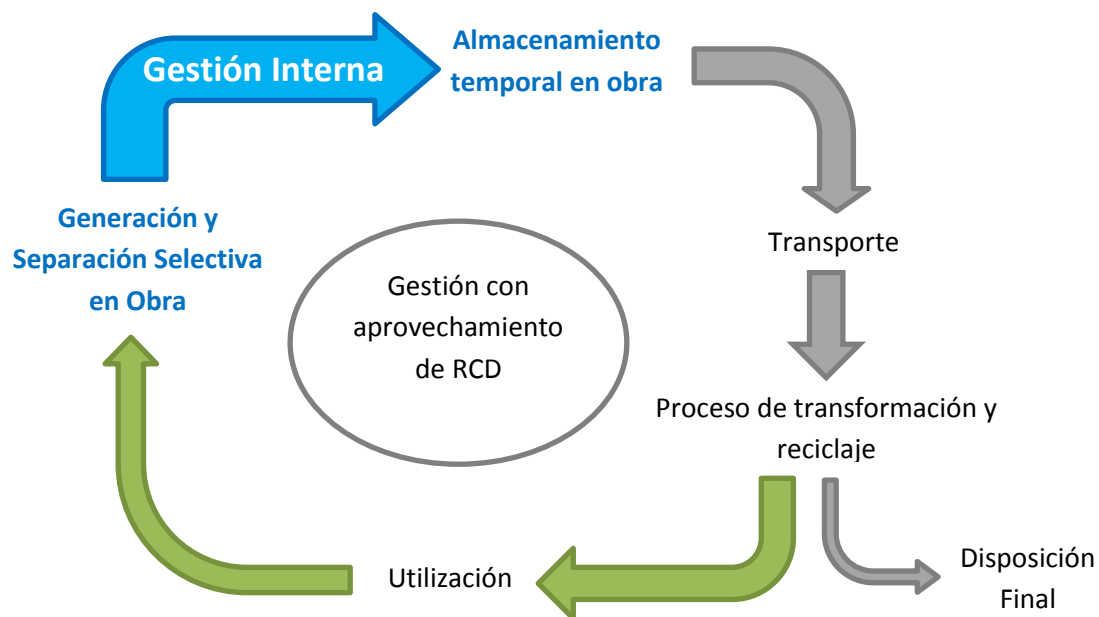 Gestión Interna
Almacenamiento
temporal en obra
Transporte
Proceso de transformación y
reciclaje
Disposición
Final
Utilización
Generación y
Separación Selectiva
en Obra
Gestión con
aprovechamiento
de RCD